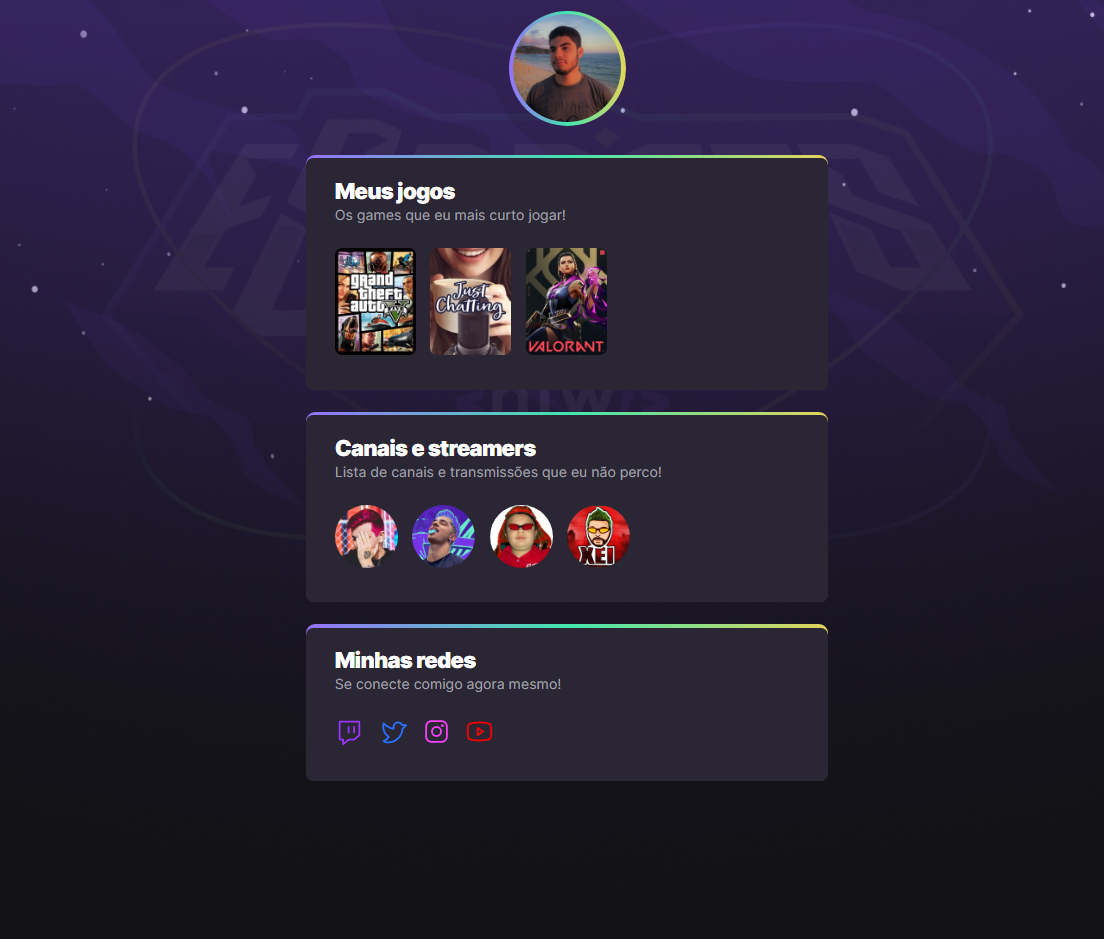 Meus jogos
Os games que eu mais curto jogar!
grand
theft
auto
Just
Chatting
VALORANT
<nlw/>
Canais e streamers
Lista de canais e transmissões que eu não perco!
XEI
Minhas redes
Se conecte comigo agora mesmo!